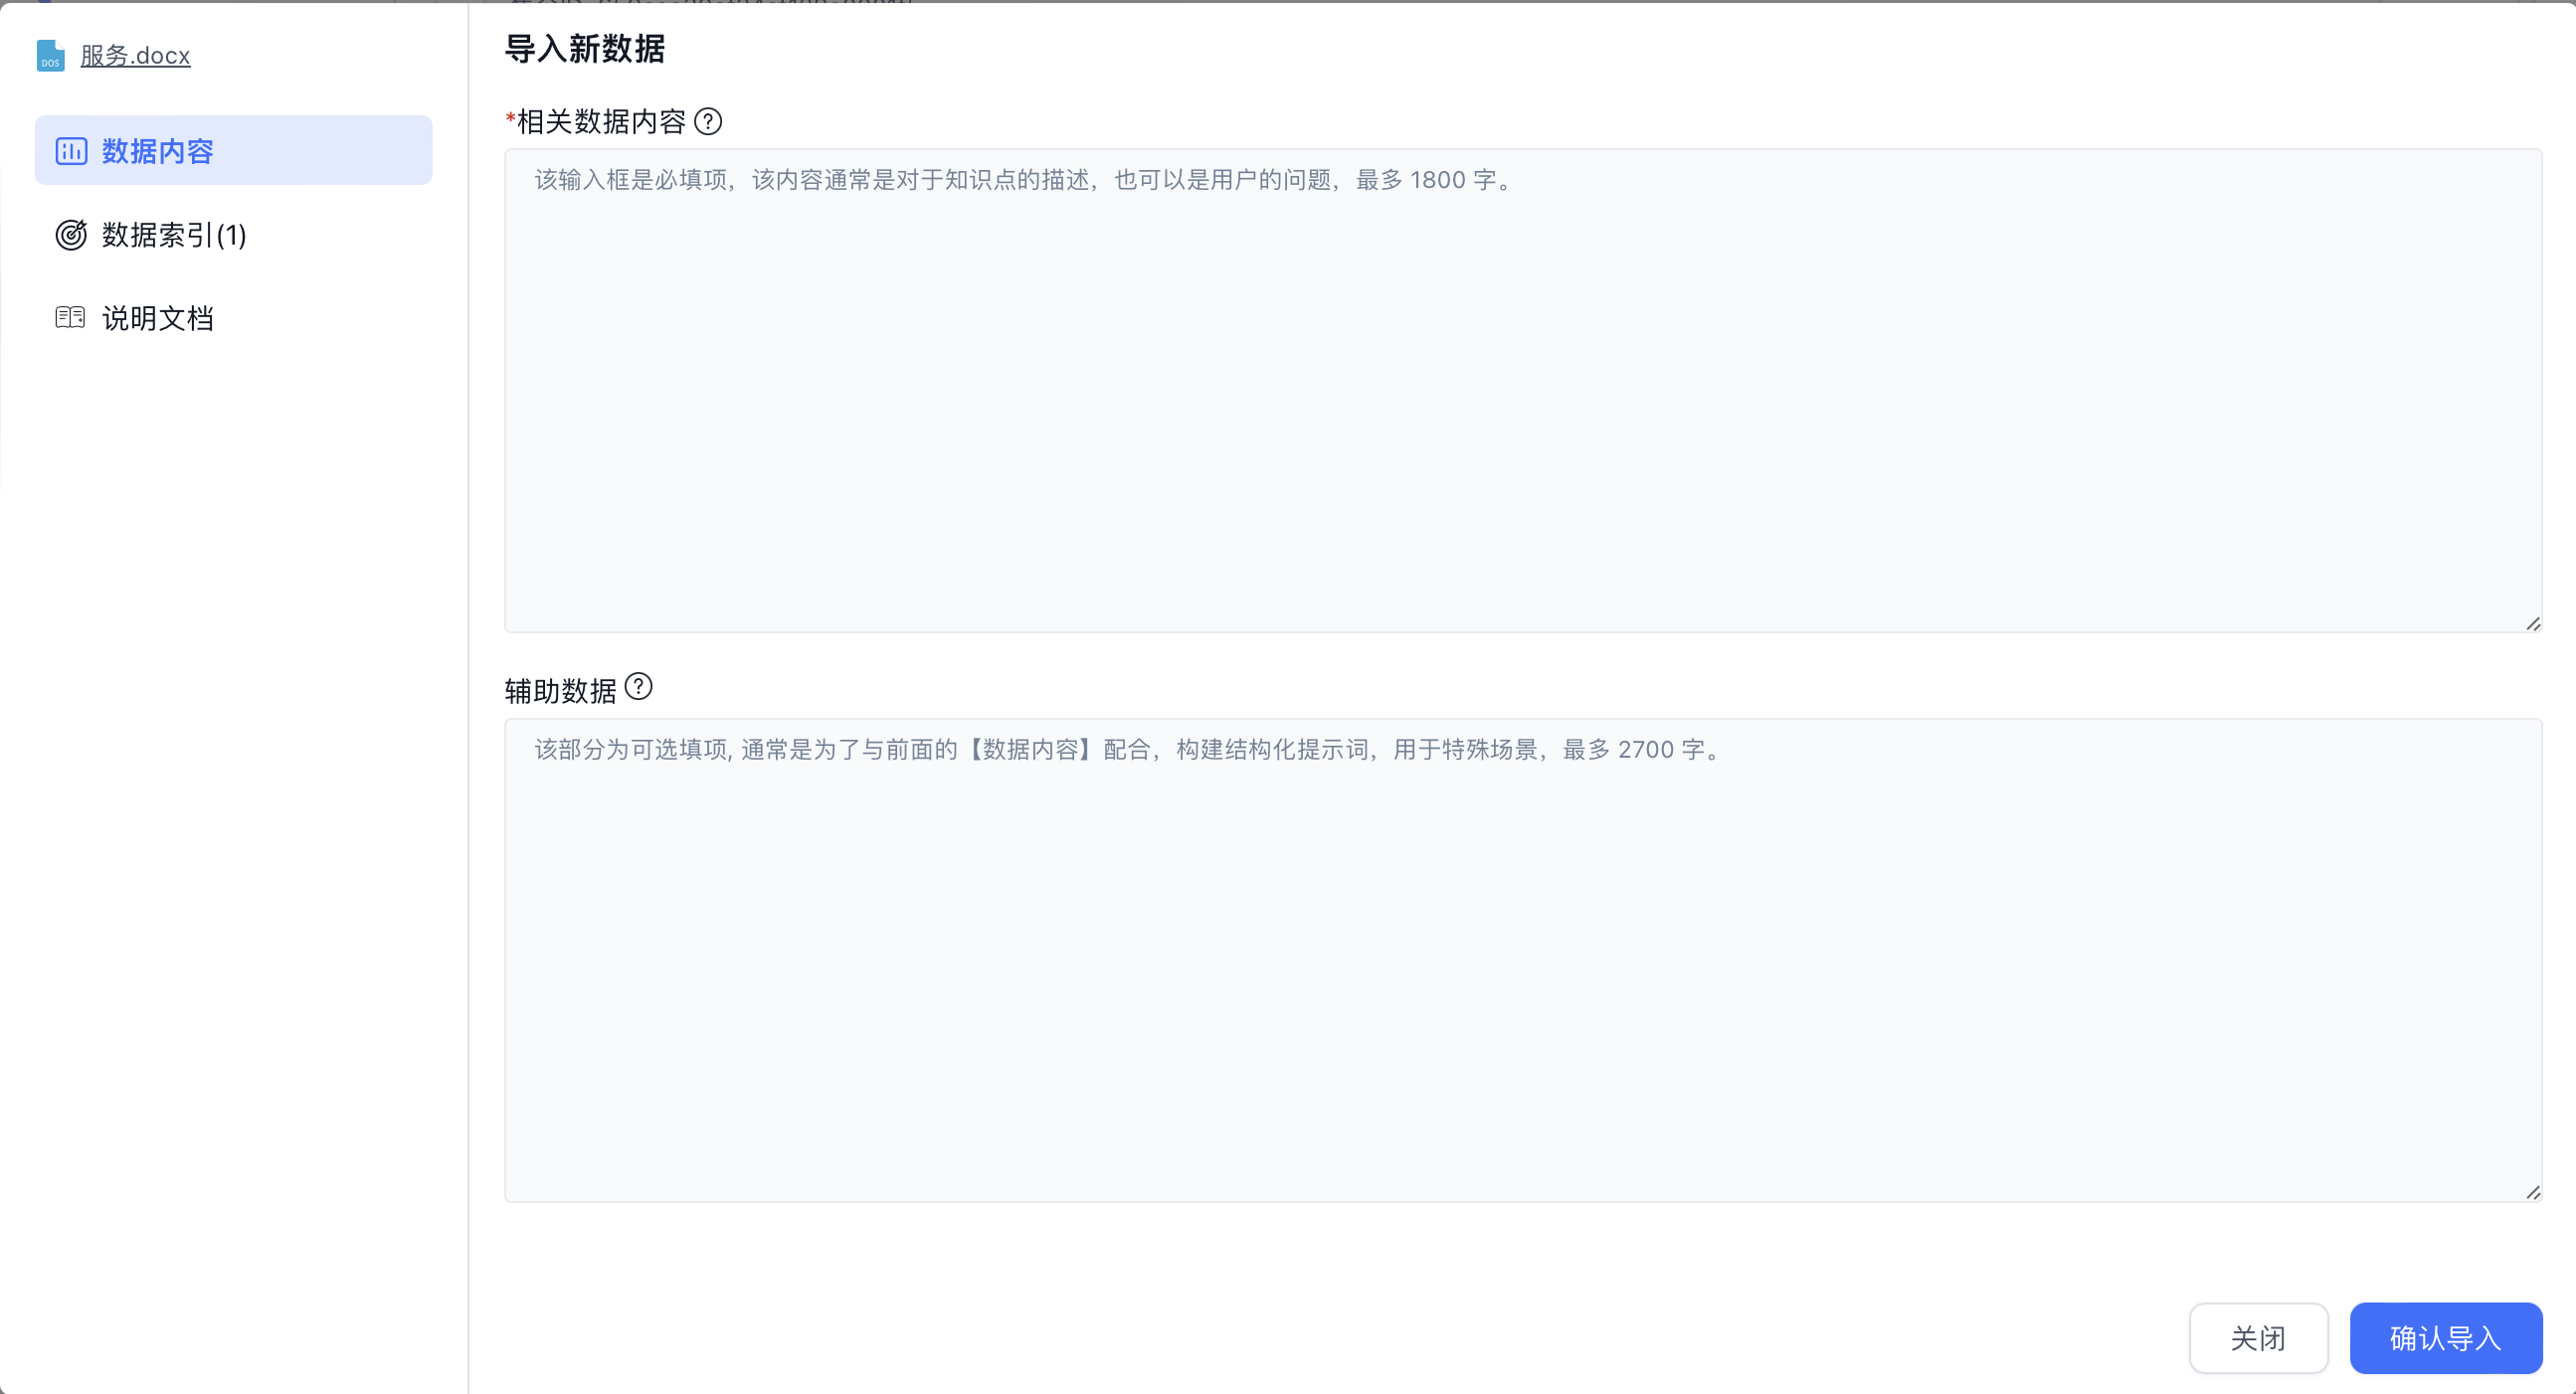 服务.docx
数据内容
数据索引(1)
说明文档
导入新数据
*相关数据内容 ?
该输入框是必填项，该内容通常是对于知识点的描述，也可以是用户的问题，最多 1800 字。
辅助数据 ?
该部分为可选填项, 通常是为了与前面的【数据内容】配合，构建结构化提示词，用于特殊场景，最多 2700 字。
关闭
确认导入